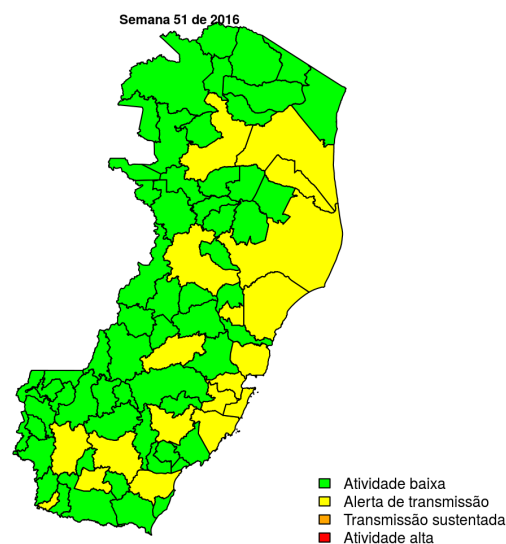 Semana 51 de 2016
Atividade baixa
Alerta de transmissão
Transmissão sustentada
Atividade alta